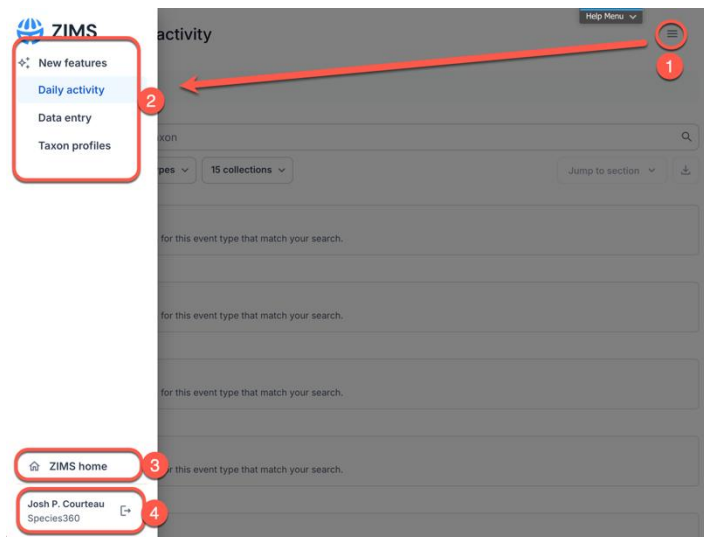 Help Menu
ZIMS
activity
1
New features
Daily activity
2
Data entry
Taxon profiles
axon
ypes
15 collections
Jump to section
for this event type that match your search.
for this event type that match your search.
for this event type that match your search.
ZIMS home
3
r this event type that match your search.
Josh P. Courteau
Species360
4